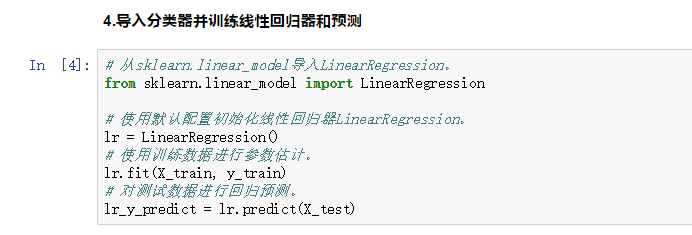 4.导入分类器并训练线性回归器和预测
In [4]:
# 从sklearn.linear_model导入LinearRegression。
from sklearn.linear_model import LinearRegression
# 使用默认配置初始化线性回归器LinearRegression。
lr = LinearRegression()
# 使用训练数据进行参数估计。
lr.fit(X_train, y_train)
# 对测试数据进行回归预测。
lr_y_predict = lr.predict(X_test)